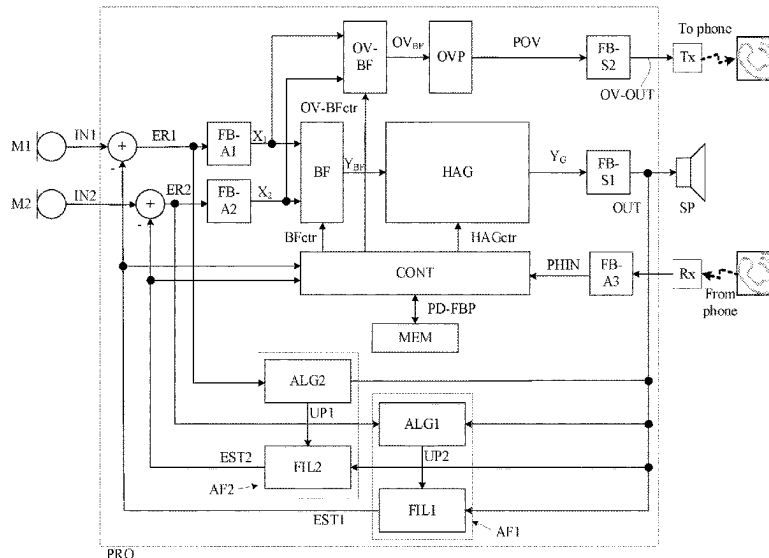 To phone
OV-BF
OV_BF
OVP
POV
FB-S2
Tx
OV-OUT
OV-BFctr
M1
IN1
+
-
ER1
FB-A1
X₁
BF
Y_BF
HAG
Y_G
FB-S1
OUT
SP
M2
IN2
+
-
ER2
FB-A2
X₂
BFctr
HAGctr
CONT
PHIN
FB-A3
Rx
From phone
PD-FBP
MEM
ALG2
UP1
ALG1
EST2
FIL2
UP2
AF2
EST1
FIL1
AF1
PRO